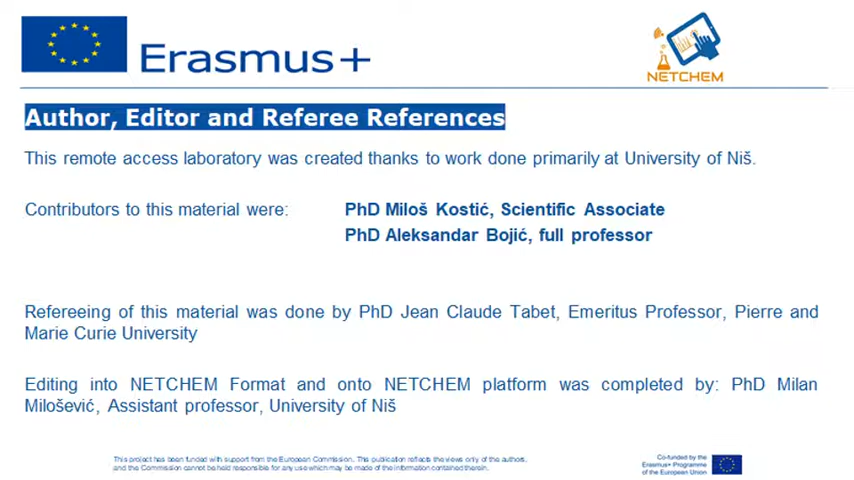 Erasmus+
NETCHEM
Author, Editor and Referee References
This remote access laboratory was created thanks to work done primarily at University of Niš.
Contributors to this material were: PhD Miloš Kostić, Scientific Associate
PhD Aleksandar Bojić, full professor
Refereeing of this material was done by PhD Jean Claude Tabet, Emeritus Professor, Pierre and
Marie Curie University
Editing into NETCHEM Format and onto NETCHEM platform was completed by: PhD Milan
Milošević, Assistant professor, University of Niš
This project has been funded with support from the European Commission. This publication reflects the views only of the authors,
and the Commission cannot be held responsible for any use which may be made of the information contained therein.
Co-funded by the
Erasmus+ Programme
of the European Union